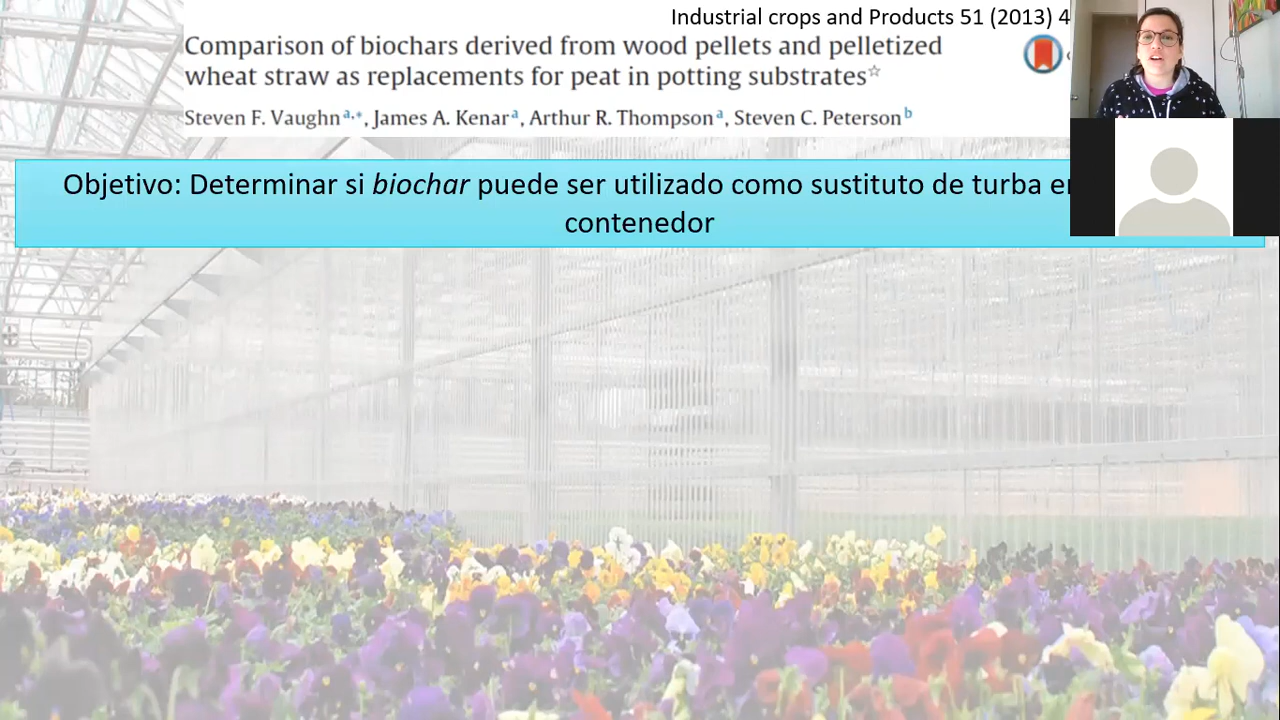 Industrial crops and Products 51 (2013) 4
Comparison of biochars derived from wood pellets and pelletized
wheat straw as replacements for peat in potting substrates☆
Steven F. Vaughn a,*, James A. Kenar a, Arthur R. Thompson a, Steven C. Peterson b
Objetivo: Determinar si biochar puede ser utilizado como sustituto de turba
contenedor